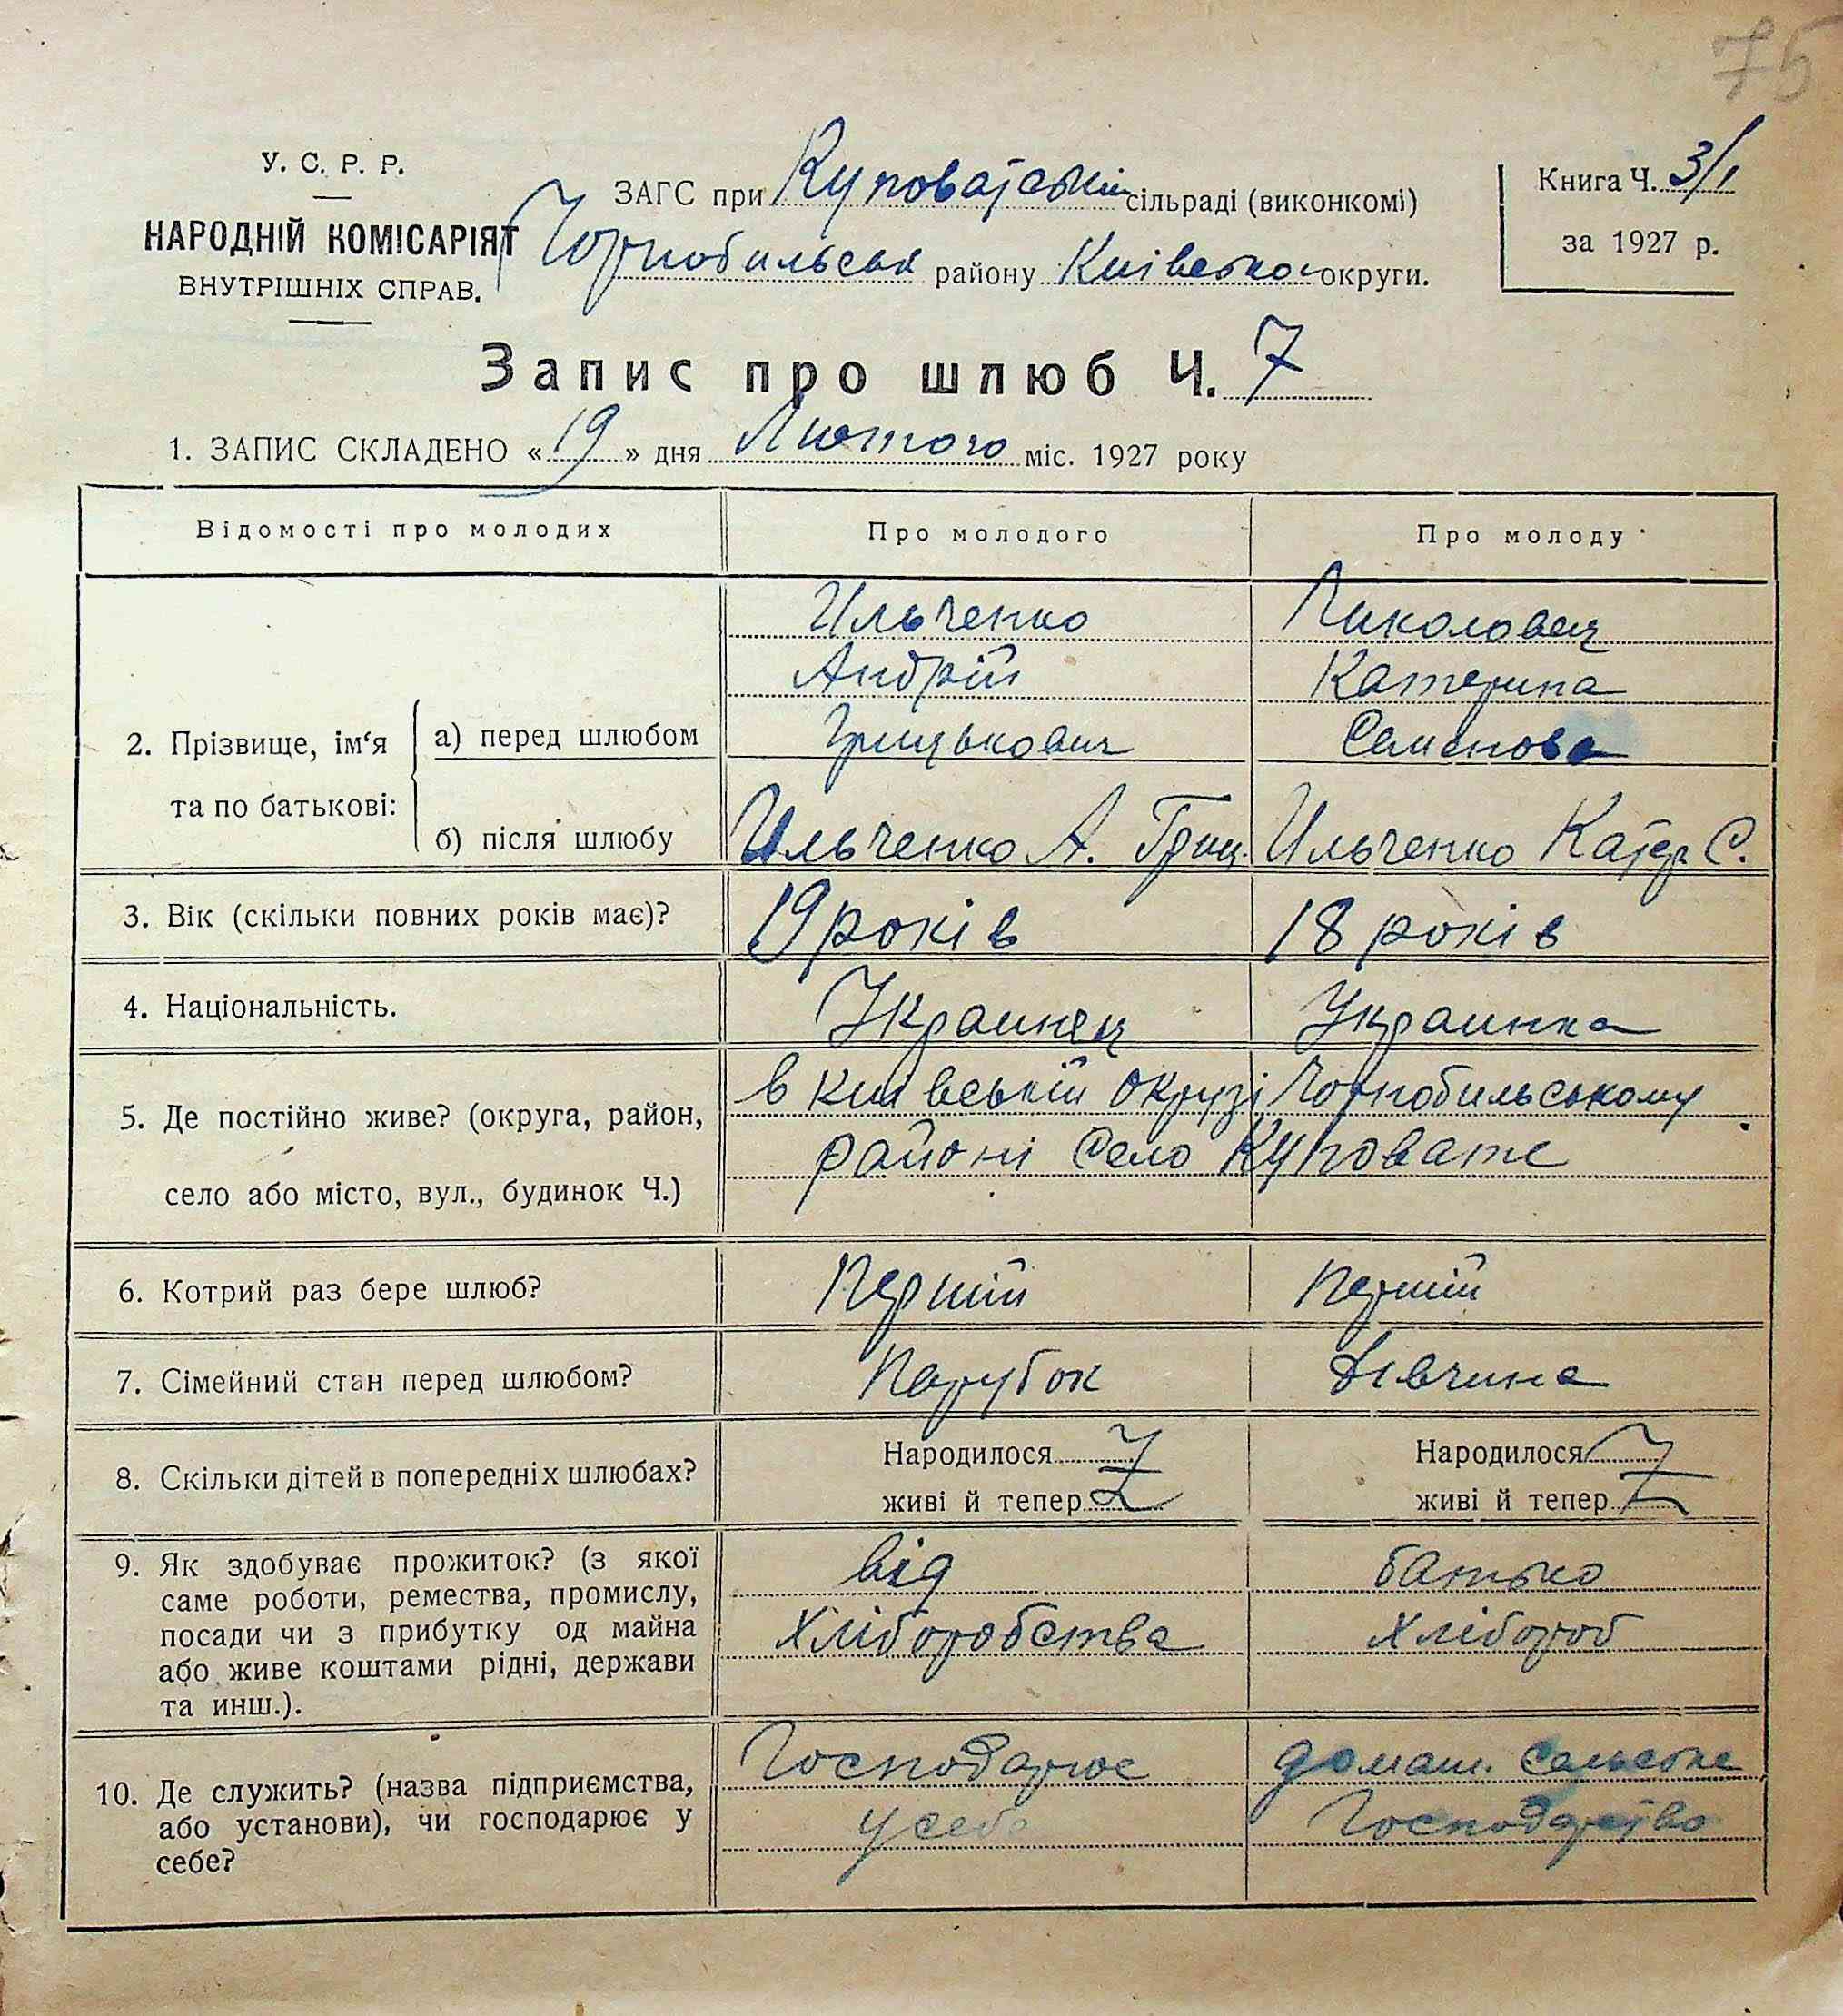 75
У. С. Р. Р.
НАРОДНІЙ КОМІСАРІЯТ
ВНУТРІШНІХ СПРАВ.
ЗАГС при Куповатській сільраді (виконкомі)
Чорнобильськ району Київсько округи.
Книга Ч. 3/1
за 1927 р.
Запис про шлюб Ч. 7
1. ЗАПИС СКЛАДЕНО « 19 » дня Лютого міс. 1927 року
Відомості про молодих Про молодого Про молоду
2. Прізвище, ім'я та по батькові:
а) перед шлюбом
Ильченко
Андрій
Грицькович
Николович
Катерина
Семенова
б) після шлюбу
Ильченко А. Гриц. Ильченко Катер С.
3. Вік (скільки повних років має)? 19 років 18 років
4. Національність. Украинец Украинка
5. Де постійно живе? (округа, район,
село або місто, вул., будинок Ч.)
в Київській окрузі Чорнобильському
районі село Куповате
6. Котрий раз бере шлюб? Перший Перший
7. Сімейний стан перед шлюбом? Парубок Дівчина
8. Скільки дітей в попередніх шлюбах?
Народилося
живі й тепер
Народилося
живі й тепер
9. Як здобуває прожиток? (з якої
саме роботи, ремества, промислу,
посади чи з прибутку од майна
або живе коштами рідні, держави
та инш.).
від
Хліборобства
батько
Хлібороб
10. Де служить? (назва підприємства,
або установи), чи господарює у
себе?
Господарює
у себе
домаш. сельське
Господарство